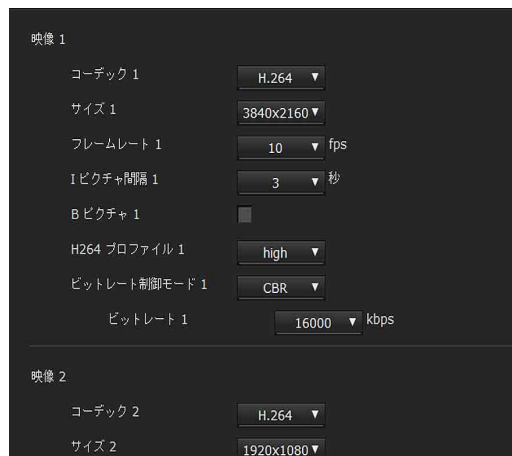 映像 1
コーデック 1 H.264 ▼
サイズ 1 3840x2160 ▼
フレームレート 1 10 ▼ fps
I ピクチャ間隔 1 3 ▼ 秒
B ピクチャ 1
H264 プロファイル 1 high ▼
ビットレート制御モード 1 CBR ▼
ビットレート 1 16000 ▼ kbps
映像 2
コーデック 2 H.264 ▼
サイズ 2 1920x1080 ▼